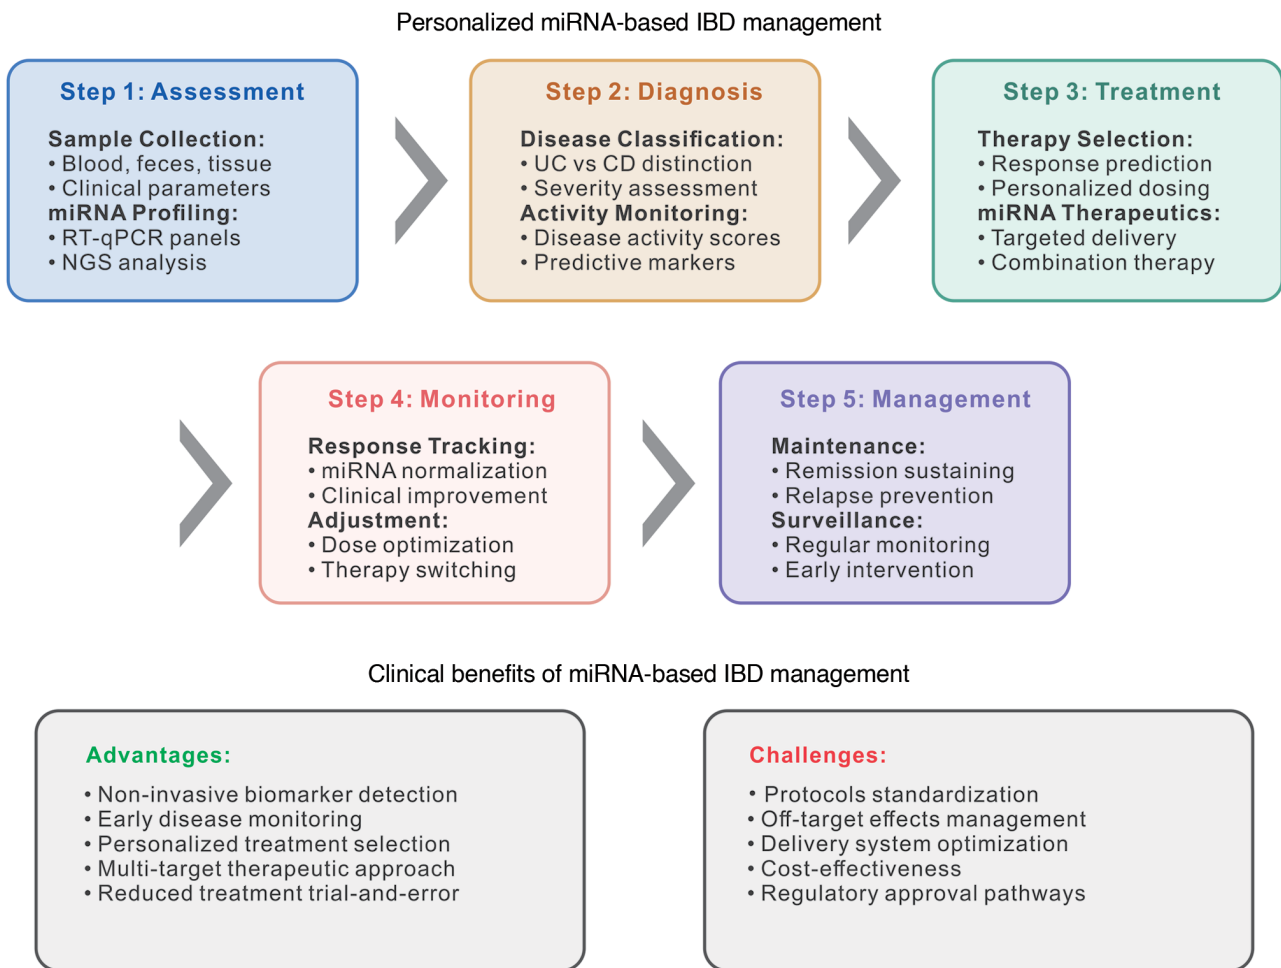 Personalized miRNA-based IBD management
Step 1: Assessment
Sample Collection:
• Blood, feces, tissue
• Clinical parameters
miRNA Profiling:
• RT-qPCR panels
• NGS analysis
Step 2: Diagnosis
Disease Classification:
• UC vs CD distinction
• Severity assessment
Activity Monitoring:
• Disease activity scores
• Predictive markers
Step 3: Treatment
Therapy Selection:
• Response prediction
• Personalized dosing
miRNA Therapeutics:
• Targeted delivery
• Combination therapy
Step 4: Monitoring
Response Tracking:
• miRNA normalization
• Clinical improvement
Adjustment:
• Dose optimization
• Therapy switching
Step 5: Management
Maintenance:
• Remission sustaining
• Relapse prevention
Surveillance:
• Regular monitoring
• Early intervention
Clinical benefits of miRNA-based IBD management
Advantages:
• Non-invasive biomarker detection
• Early disease monitoring
• Personalized treatment selection
• Multi-target therapeutic approach
• Reduced treatment trial-and-error
Challenges:
• Protocols standardization
• Off-target effects management
• Delivery system optimization
• Cost-effectiveness
• Regulatory approval pathways